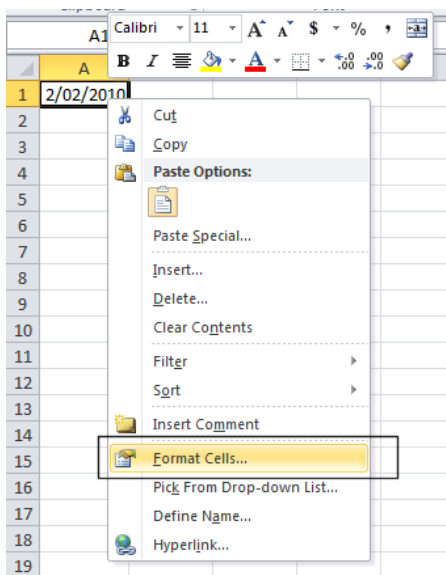 A1
Calibri 11 A A $ % ,
B I A .00 .00
A
1 2/02/2010
2
3
4
5
6
7
8
9
10
11
12
13
14
15
16
17
18
19
Cut
Copy
Paste Options:
Paste Special...
Insert...
Delete...
Clear Contents
Filter
Sort
Insert Comment
Format Cells...
Pick From Drop-down List...
Define Name...
Hyperlink...